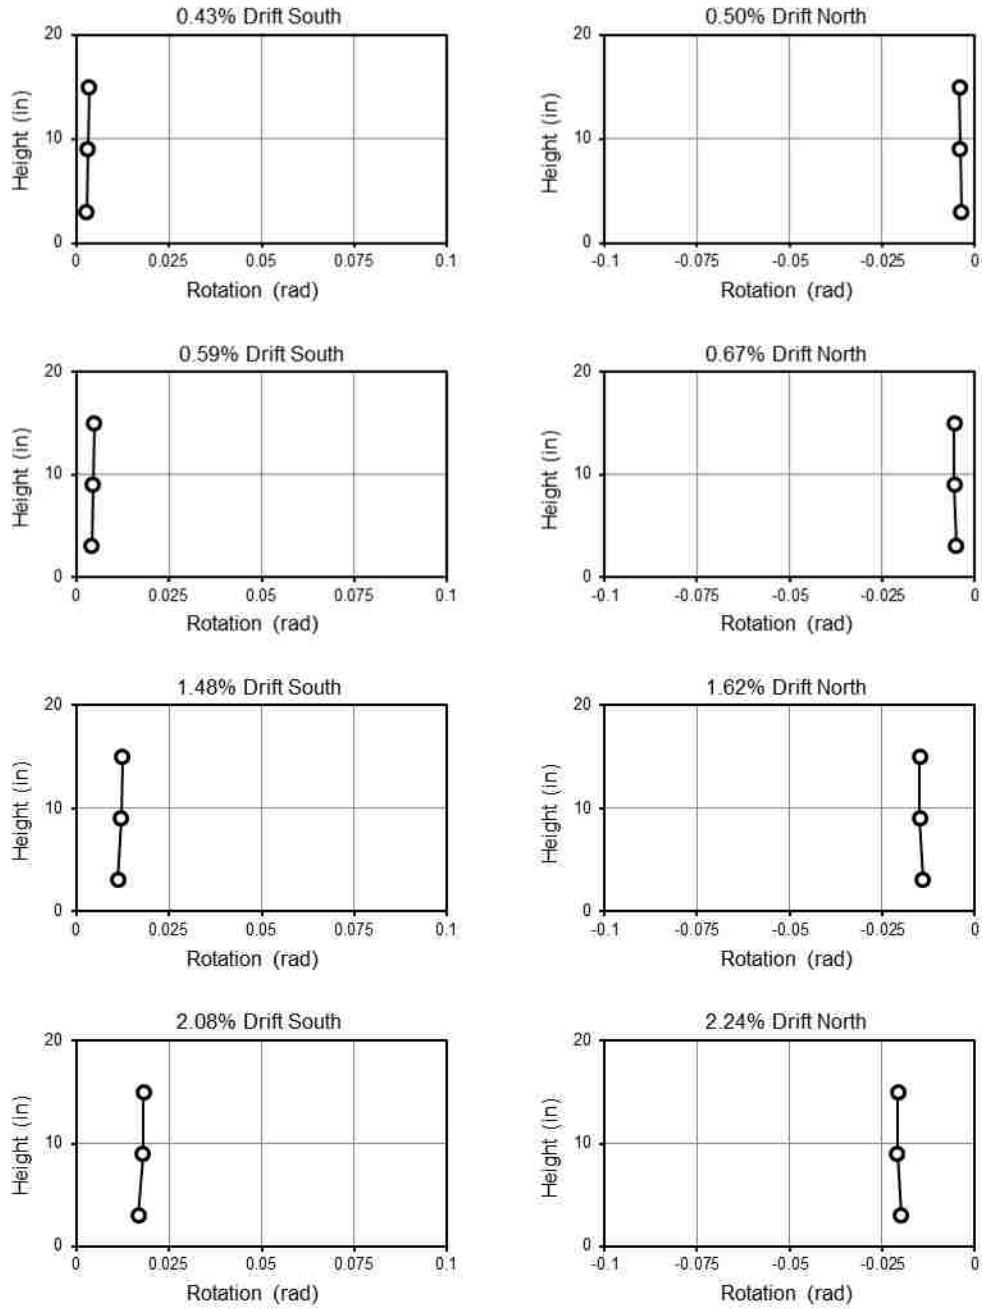 0.43% Drift South
20
10
0
Height (in)
0 0.025 0.05 0.075 0.1
Rotation (rad)
0.50% Drift North
20
10
0
Height (in)
-0.1 -0.075 -0.05 -0.025 0
Rotation (rad)
0.59% Drift South
20
10
0
Height (in)
0 0.025 0.05 0.075 0.1
Rotation (rad)
0.67% Drift North
20
10
0
Height (in)
-0.1 -0.075 -0.05 -0.025 0
Rotation (rad)
1.48% Drift South
20
10
0
Height (in)
0 0.025 0.05 0.075 0.1
Rotation (rad)
1.62% Drift North
20
10
0
Height (in)
-0.1 -0.075 -0.05 -0.025 0
Rotation (rad)
2.08% Drift South
20
10
0
Height (in)
0 0.025 0.05 0.075 0.1
Rotation (rad)
2.24% Drift North
20
10
0
Height (in)
-0.1 -0.075 -0.05 -0.025 0
Rotation (rad)